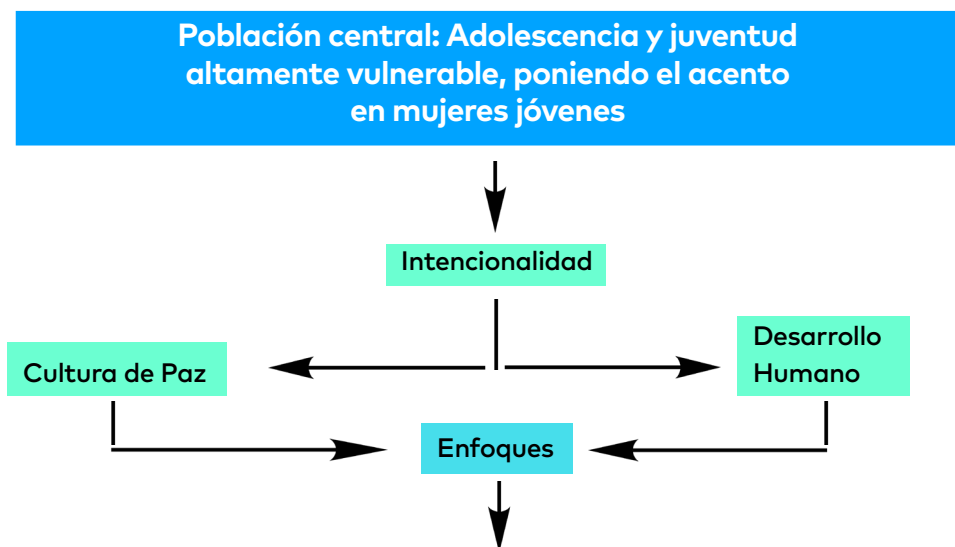 Población central: Adolescencia y juventud
altamente vulnerable, poniendo el acento
en mujeres jóvenes
Intencionalidad
Cultura de Paz
Desarrollo
Humano
Enfoques